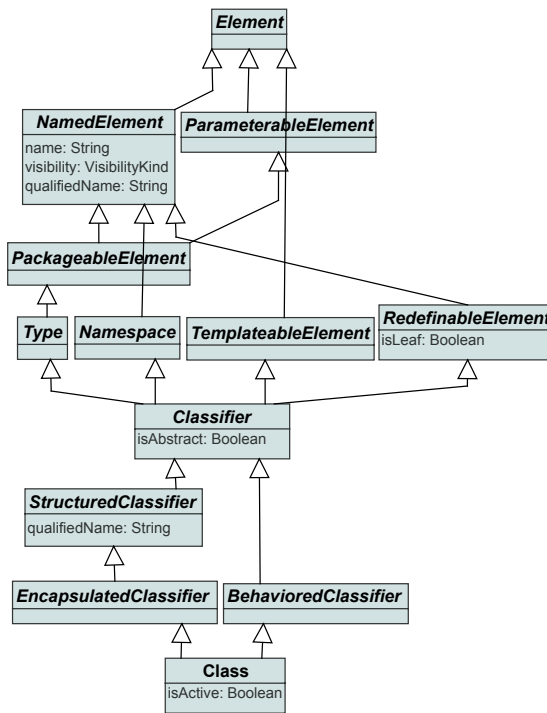 Element
NamedElement
name: String
visibility: VisibilityKind
qualifiedName: String
ParameterableElement
PackageableElement
Type
Namespace
TemplateableElement
RedefinableElement
isLeaf: Boolean
Classifier
isAbstract: Boolean
StructuredClassifier
qualifiedName: String
EncapsulatedClassifier
BehavioredClassifier
Class
isActive: Boolean